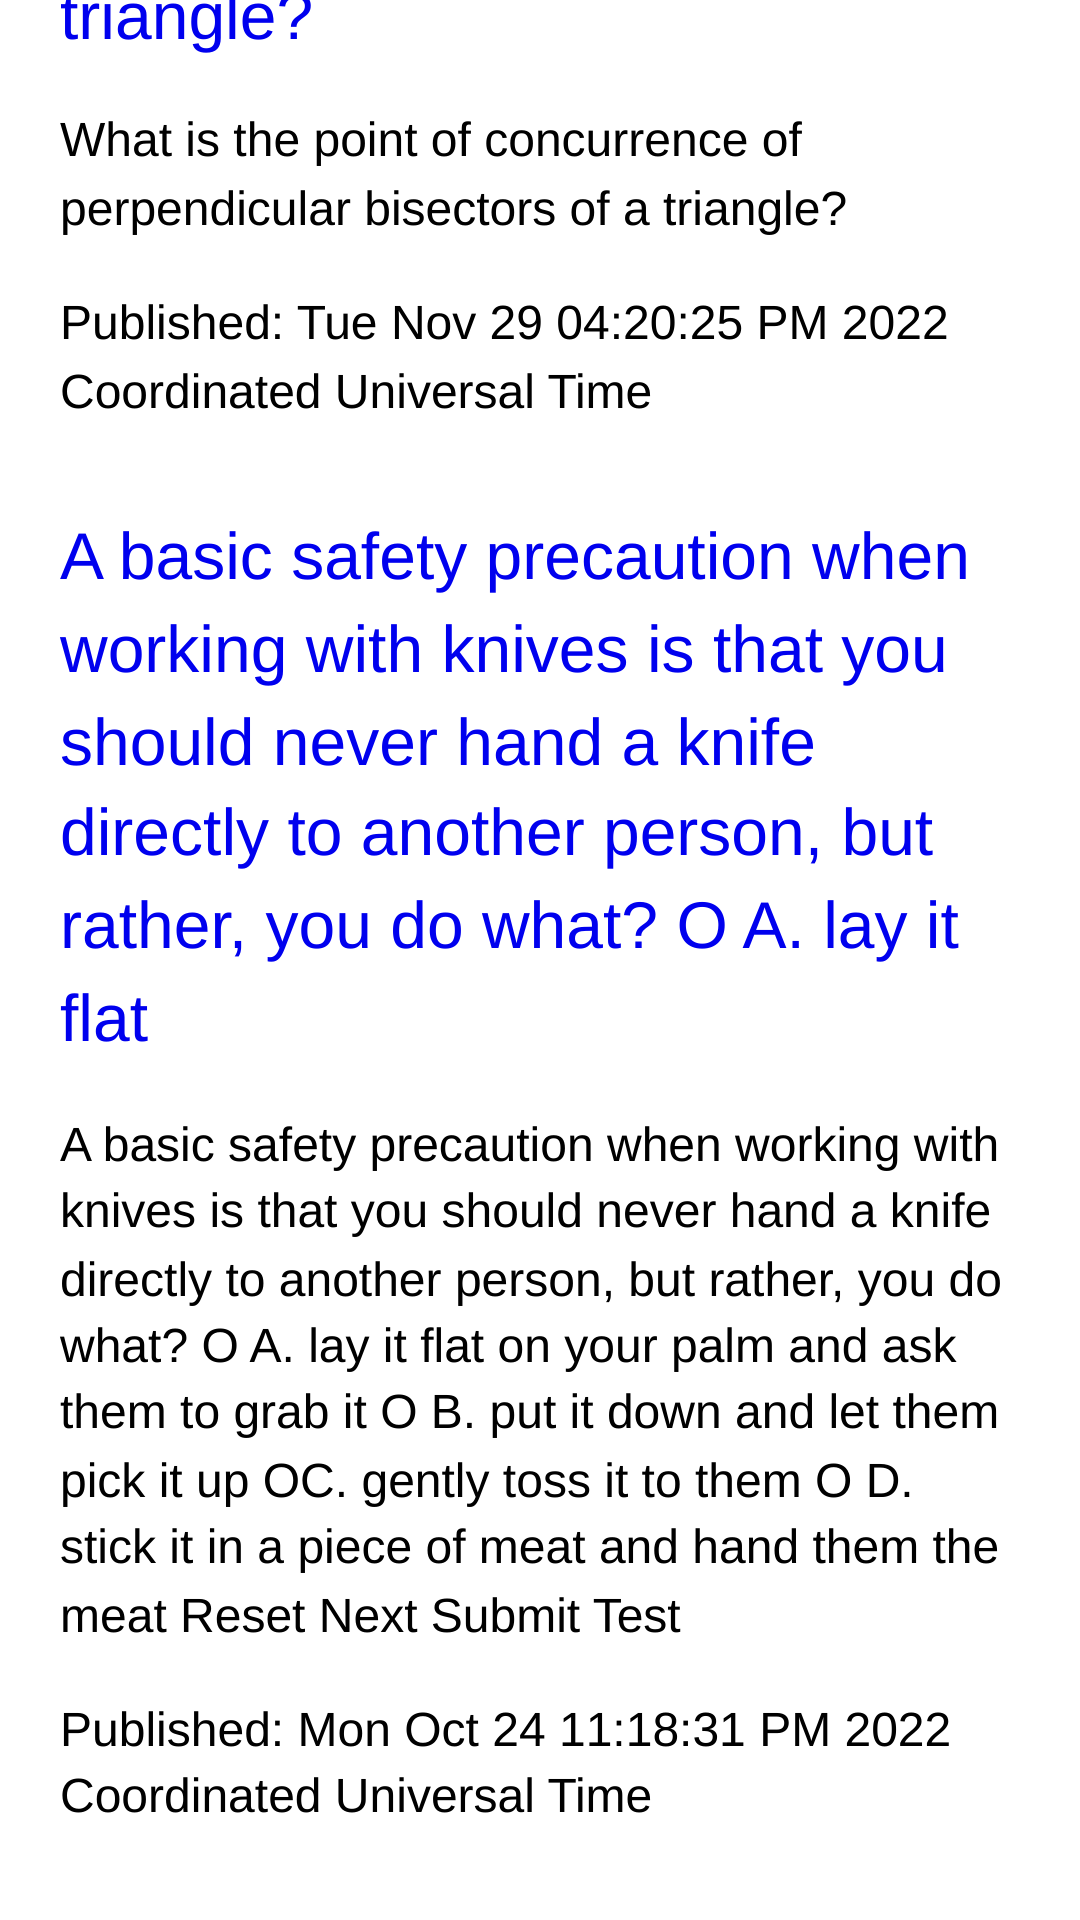 triangle?
What is the point of concurrence of
perpendicular bisectors of a triangle?
Published: Tue Nov 29 04:20:25 PM 2022
Coordinated Universal Time
A basic safety precaution when
working with knives is that you
should never hand a knife
directly to another person, but
rather, you do what? O A. lay it
flat
A basic safety precaution when working with
knives is that you should never hand a knife
directly to another person, but rather, you do
what? O A. lay it flat on your palm and ask
them to grab it O B. put it down and let them
pick it up OC. gently toss it to them O D.
stick it in a piece of meat and hand them the
meat Reset Next Submit Test
Published: Mon Oct 24 11:18:31 PM 2022
Coordinated Universal Time